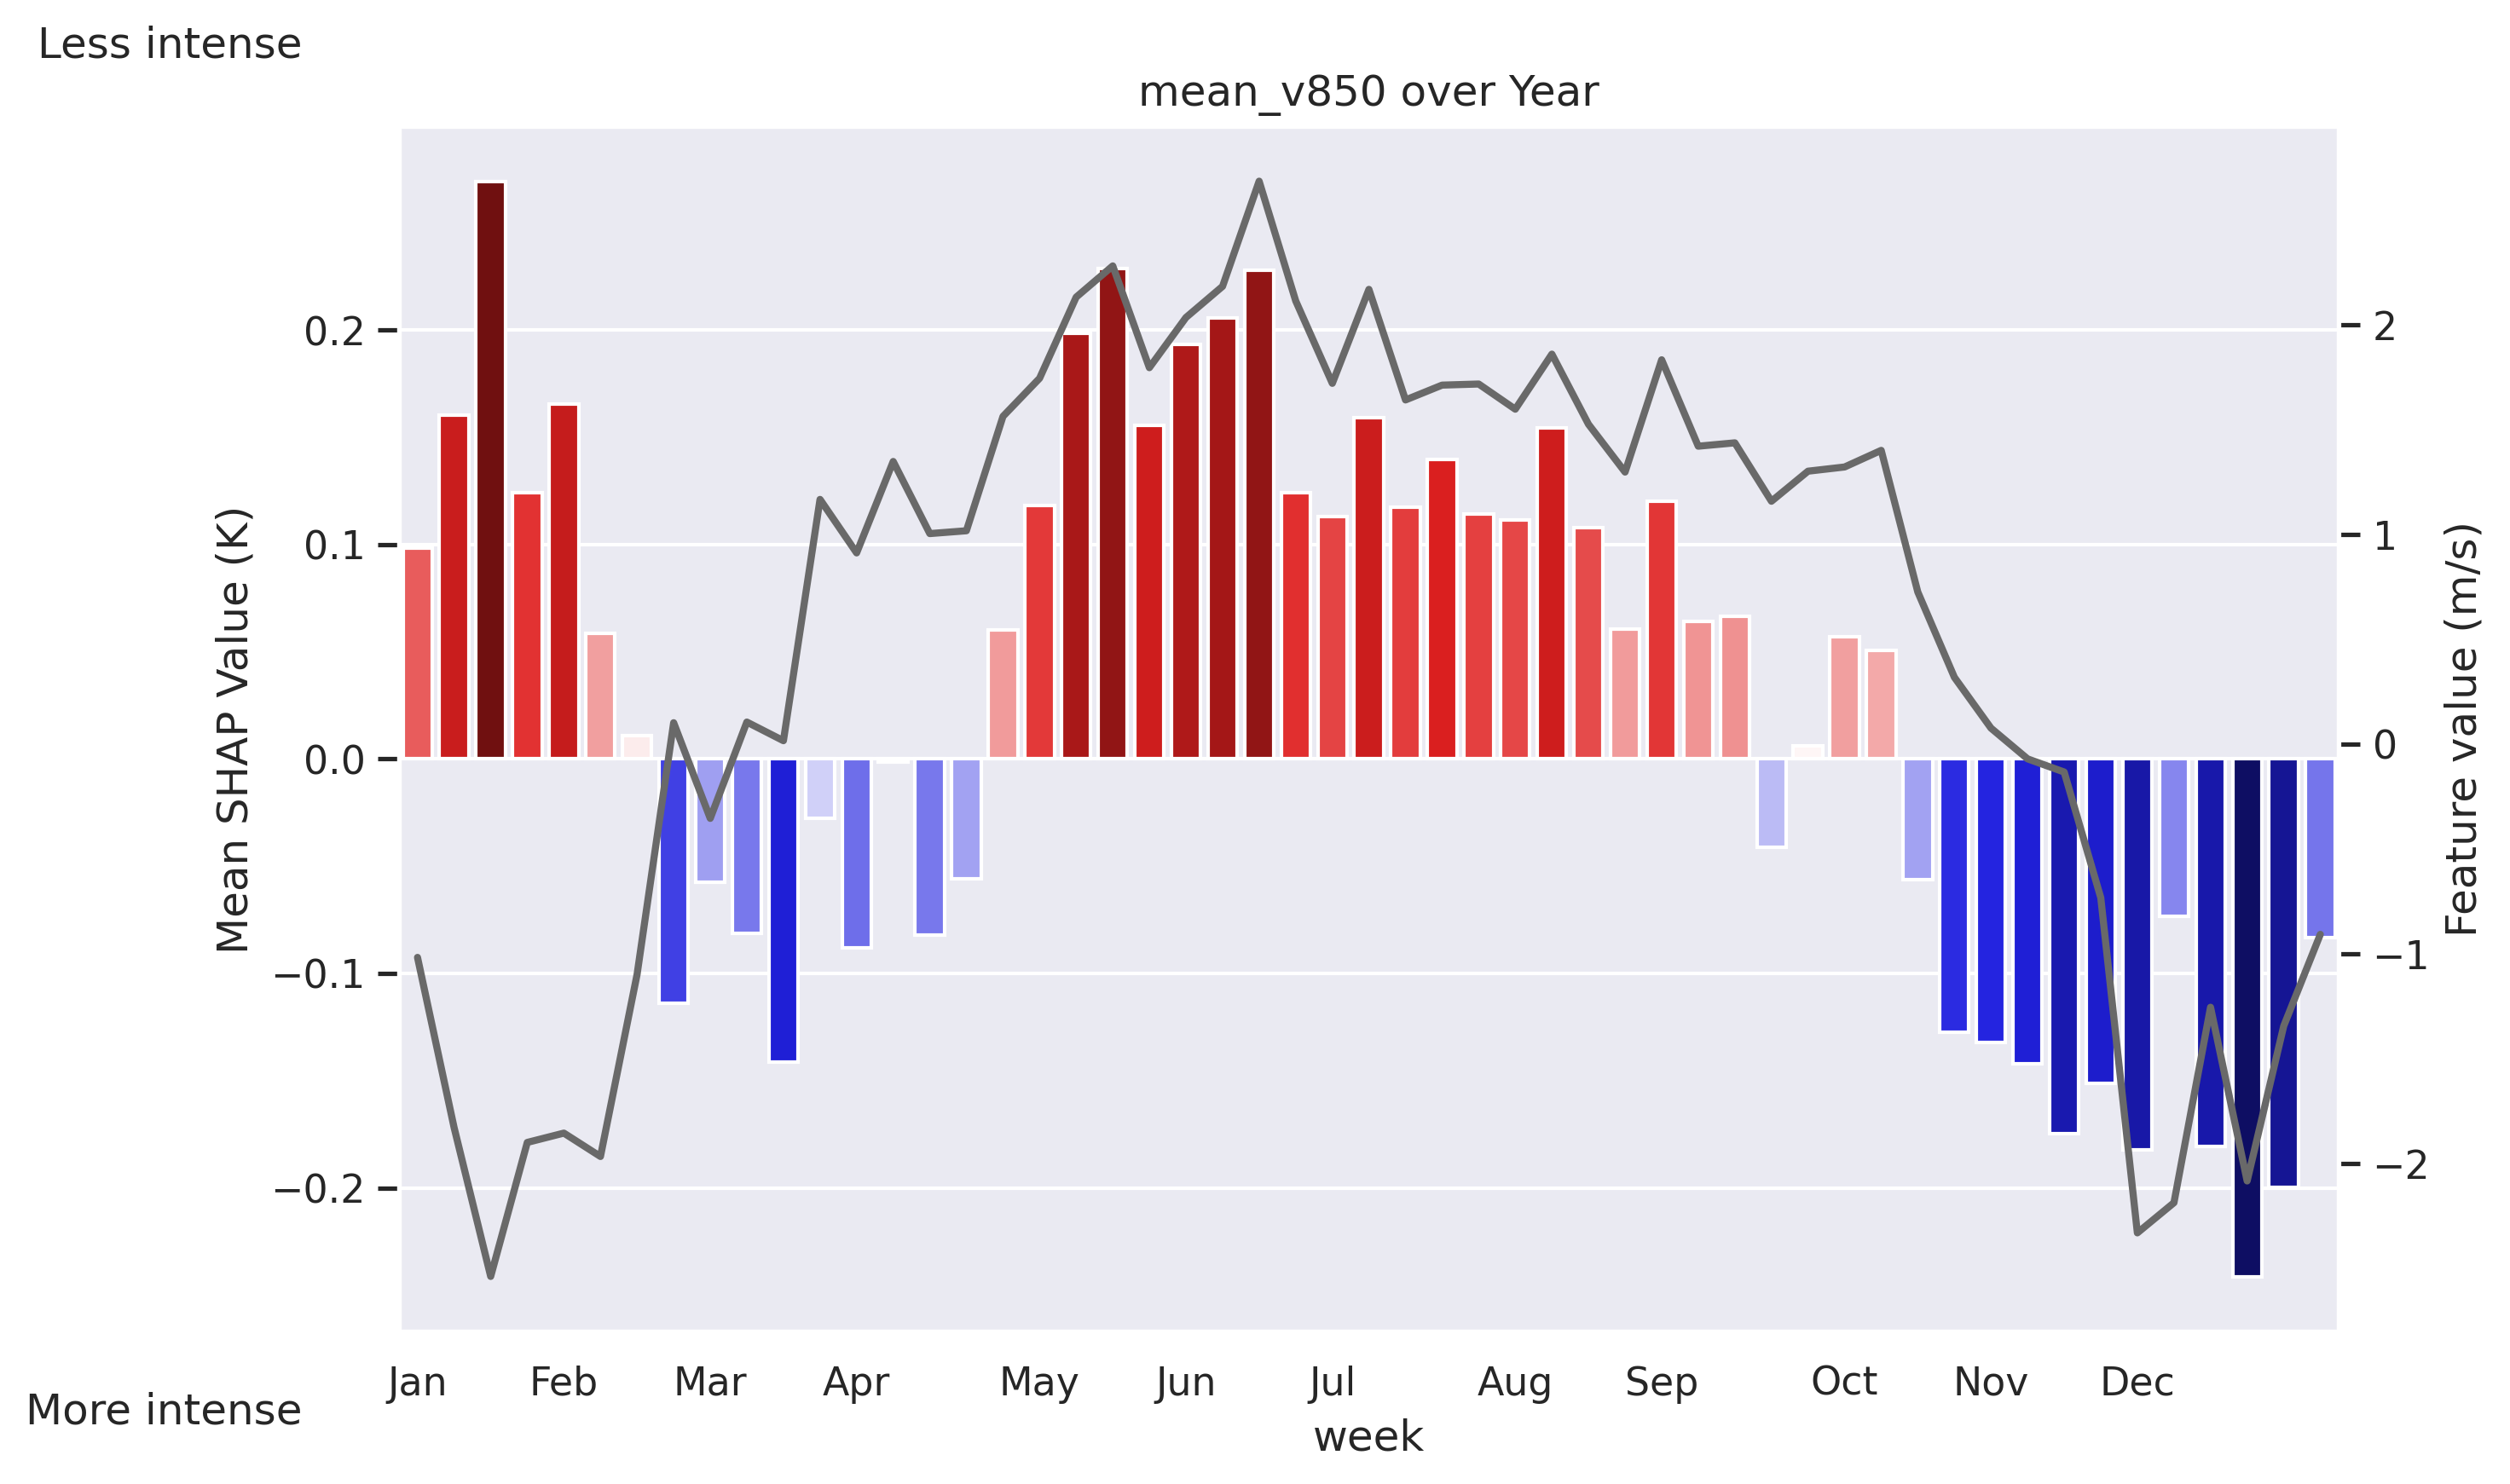 Less intense
mean_v850 over Year
Mean SHAP Value (K)
0.2
0.1
0.0
−0.1
−0.2
2
1
0
−1
−2
Feature value (m/s)
Jan Feb Mar Apr May Jun Jul Aug Sep Oct Nov Dec
More intense
week